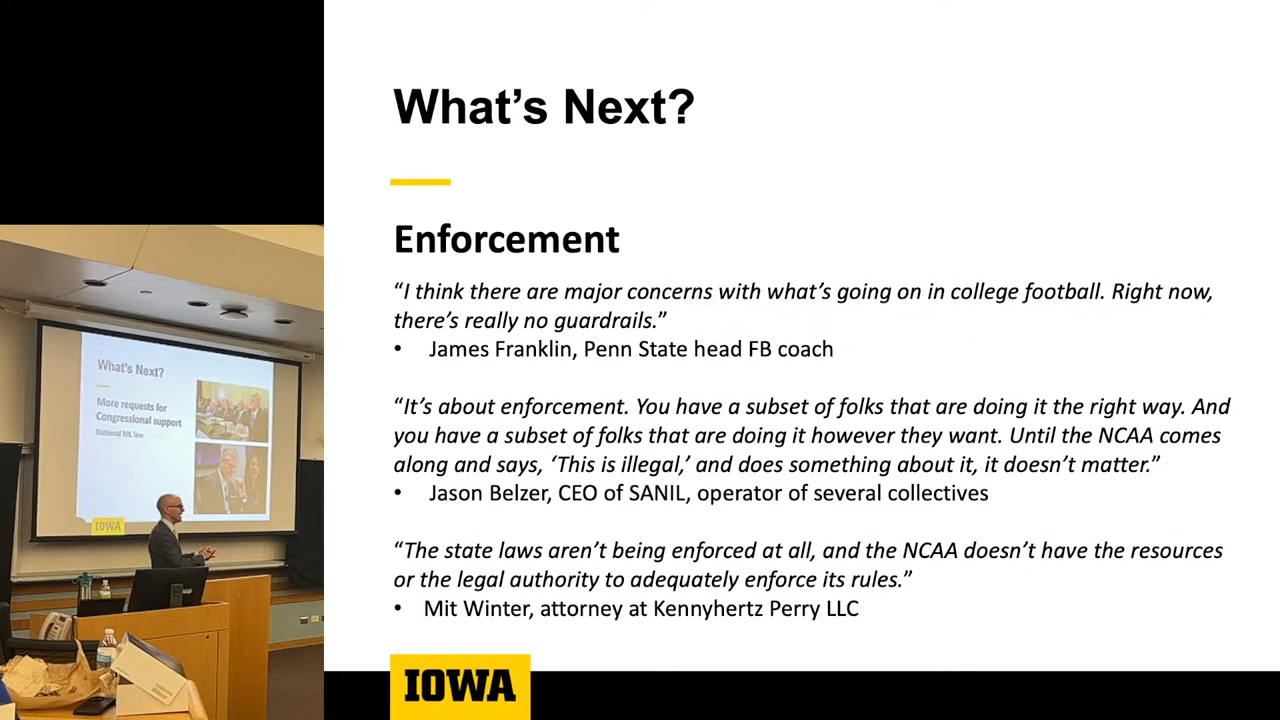 What's Next?
Enforcement
“I think there are major concerns with what's going on in college football. Right now,
there's really no guardrails.”
• James Franklin, Penn State head FB coach
“It's about enforcement. You have a subset of folks that are doing it the right way. And
you have a subset of folks that are doing it however they want. Until the NCAA comes
along and says, ‘This is illegal,’ and does something about it, it doesn't matter.”
• Jason Belzer, CEO of SANIL, operator of several collectives
“The state laws aren't being enforced at all, and the NCAA doesn't have the resources
or the legal authority to adequately enforce its rules.”
• Mit Winter, attorney at Kennyhertz Perry LLC
IOWA
What's Next?
More requests for
Congressional support
National NIL law
IOWA